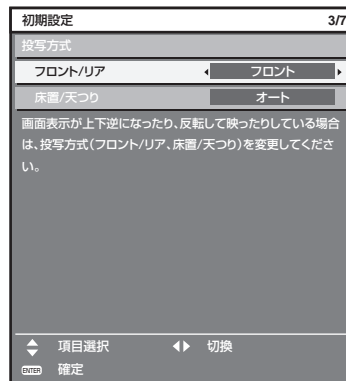 初期設定 3/7
投写方式
フロント/リア フロント
床置/天つり オート
画面表示が上下逆になったり、反転して映ったりしている場合
は、投写方式(フロント/リア、床置/天つり)を変更してくださ
い。
項目選択 切換
ENTER 確定